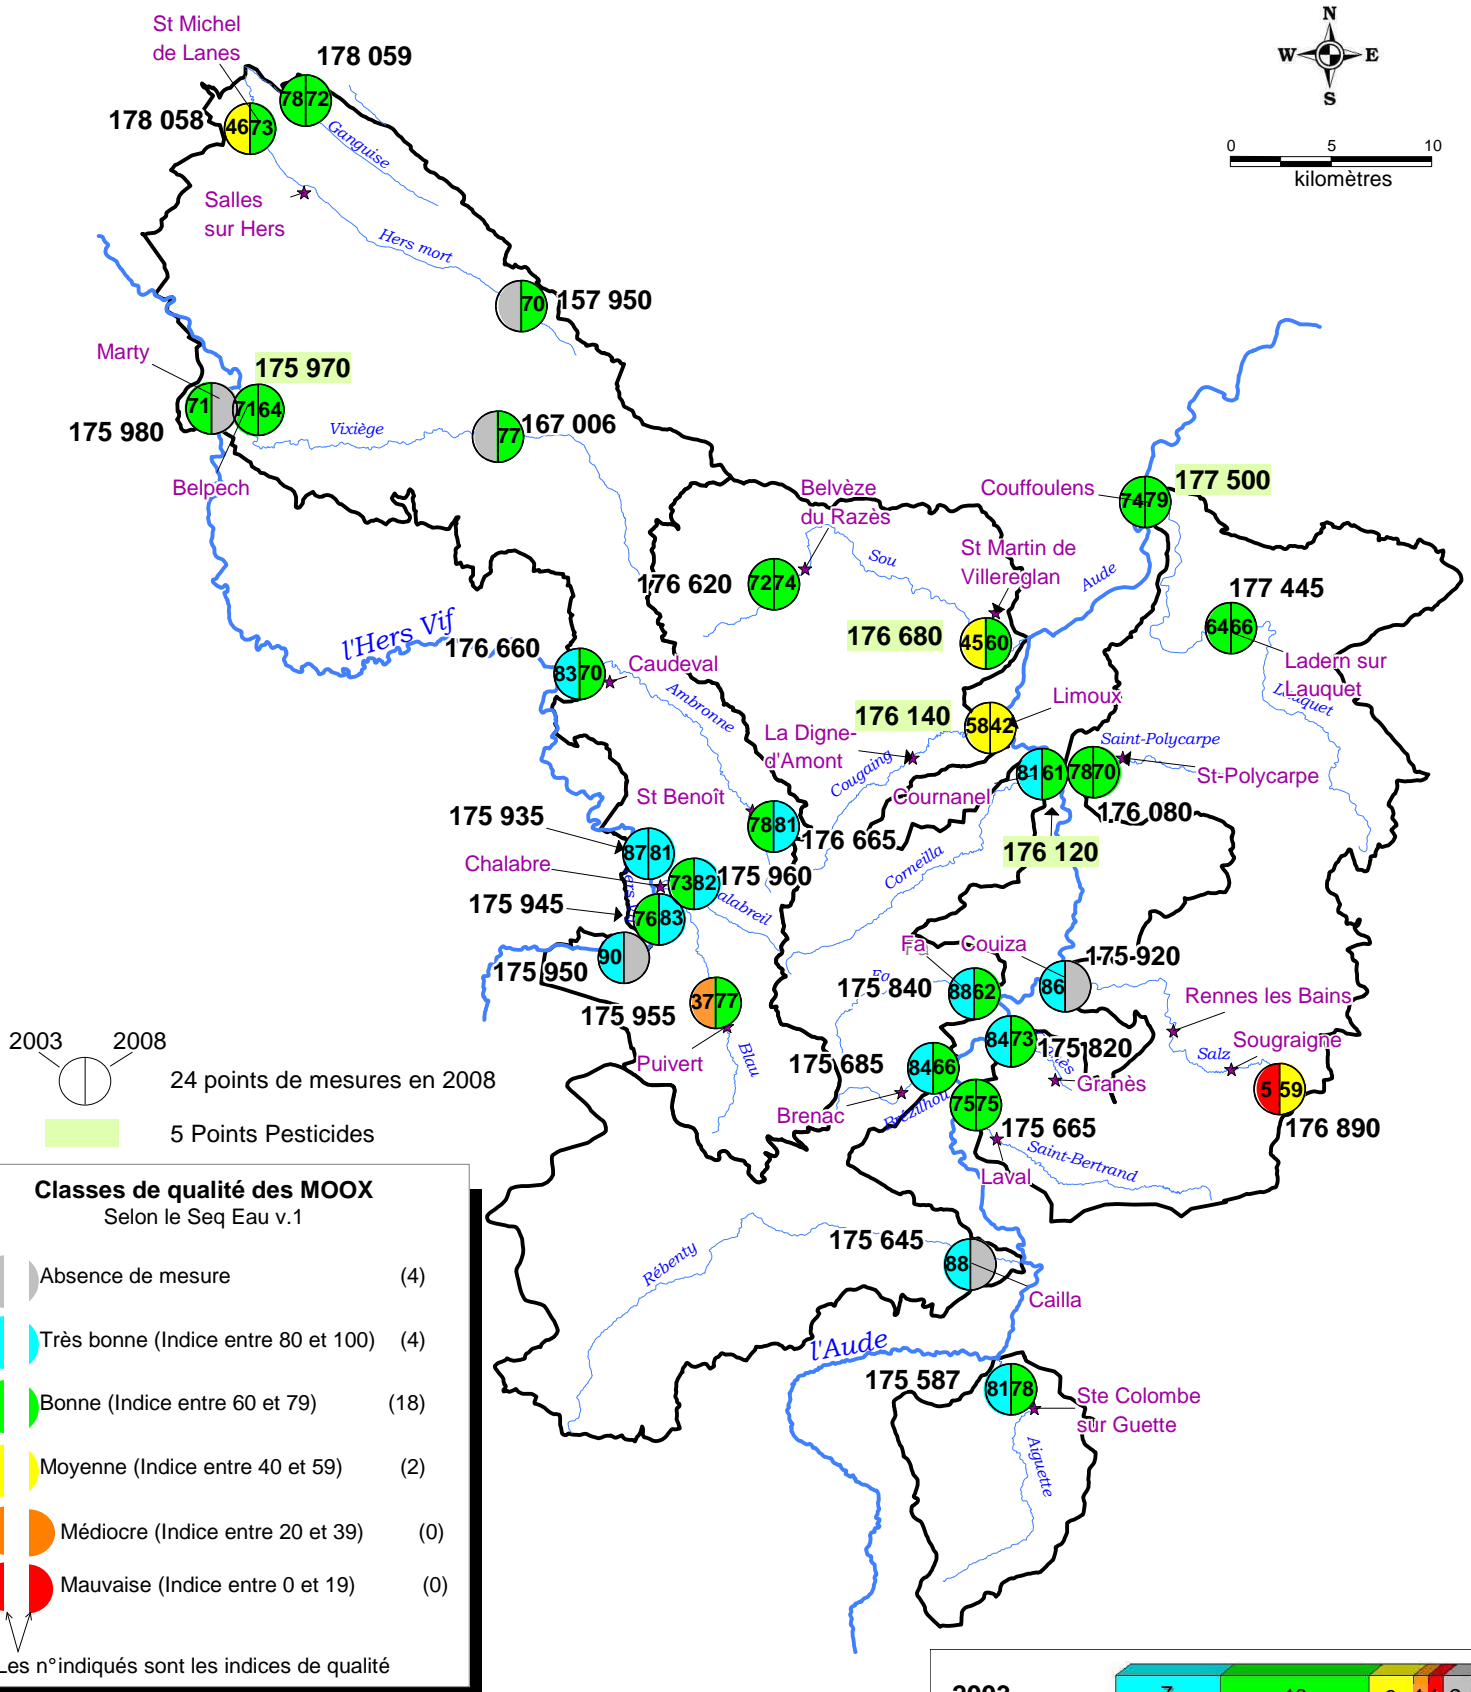 St Michel
de Lanes
178 059
78 72
178 058
46 73
Ganguise
N
W E
S
0 5 10
kilomètres
Salles
sur Hers
Hers mort
70
157 950
Marty
175 970
71
71 64
175 980
Vixiège
77
167 006
Belpech
Belvèze
du Razès
Couffoulens
74 79
177 500
Sou
St Martin de
Villereglan
Aude
176 620
72 74
177 445
64 66
l'Hers Vif
176 660
176 680
45 60
83 70
Caudeval
Ladern sur
Lauquet
Ambronne
176 140
58 42
Limoux
La Digne-
d'Amont
Saint-Polycarpe
Cougaing
81 61
78 70
St-Polycarpe
St Benoît
Cournanel
176 080
175 935
78 81
176 665
176 120
87 81
Chalabre
73 82
175 960
Corneilla
175 945
76 83
alabreil
Fa
Couiza
175 920
90
175 950
175 840
88 62
86
Rennes les Bains
37 77
175 955
84 73
175 820
Salz
Sougraigne
2003 2008
24 points de mesures en 2008
Puivert
Blau
175 685
84 66
Granès
5 59
Brenac
Brézilhou
75 75
175 665
176 890
5 Points Pesticides
Saint-Bertrand
Laval
Classes de qualité des MOOX
Selon le Seq Eau v.1
Absence de mesure (4)
Très bonne (Indice entre 80 et 100) (4)
Bonne (Indice entre 60 et 79) (18)
Moyenne (Indice entre 40 et 59) (2)
Médiocre (Indice entre 20 et 39) (0)
Mauvaise (Indice entre 0 et 19) (0)
Les n°indiqués sont les indices de qualité
175 645
88
Rébenty
Cailla
l'Aude
175 587
81 78
Ste Colombe
sur Guette
Aiguette